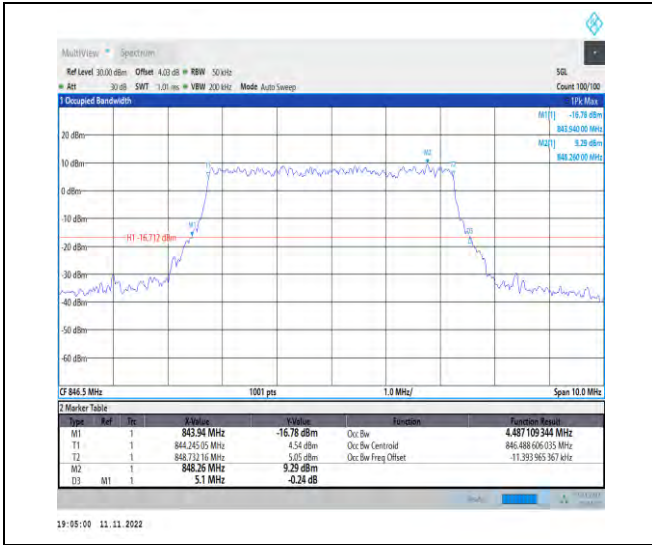 MultiView Spectrum
Ref Level 30.00 dBm Offset 4.03 dB RBW 50 kHz SGL
Att 30 dB SWT 1.01 ms VBW 200 kHz Mode Auto Sweep Count 100/100
1 Occupied Bandwidth 1Pk Max
M1[1] -16.78 dBm
843.940 00 MHz
M2[1] 9.29 dBm
848.260 00 MHz
20 dBm
10 dBm
M2
T1
T2
0 dBm
-10 dBm
M1
D3
H1 -16.712 dBm
-20 dBm
-30 dBm
-40 dBm
-50 dBm
-60 dBm
CF 846.5 MHz 1001 pts 1.0 MHz/ Span 10.0 MHz
2 Marker Table
Type Ref Trc X-Value Y-Value Function Function Result
M1 1 843.94 MHz -16.78 dBm Occ Bw 4.487 109 344 MHz
T1 1 844.245 05 MHz 4.54 dBm Occ Bw Centroid 846.488 606 035 MHz
T2 1 848.732 16 MHz 5.05 dBm Occ Bw Freq Offset -11.393 965 367 kHz
M2 1 848.26 MHz 9.29 dBm
D3 M1 1 5.1 MHz -0.24 dB
19:05:00 11.11.2022